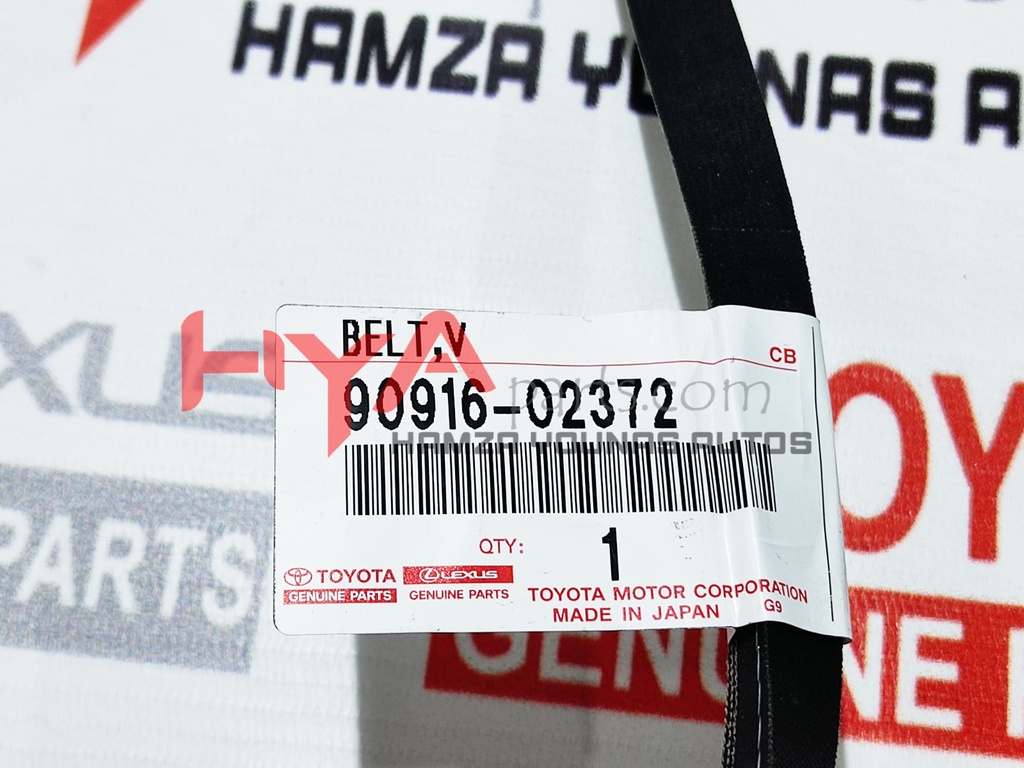 HAMZA YOUNAS A
BELT,V
CB
HYA parts.com
90916-02372
HAMZA YOUNAS AUTOS
QTY: 1
TOYOTA
GENUINE PARTS
LEXUS
GENUINE PARTS
TOYOTA MOTOR CORPORATION
MADE IN JAPAN G9
XUS
PARTS
OY
GENUINE P